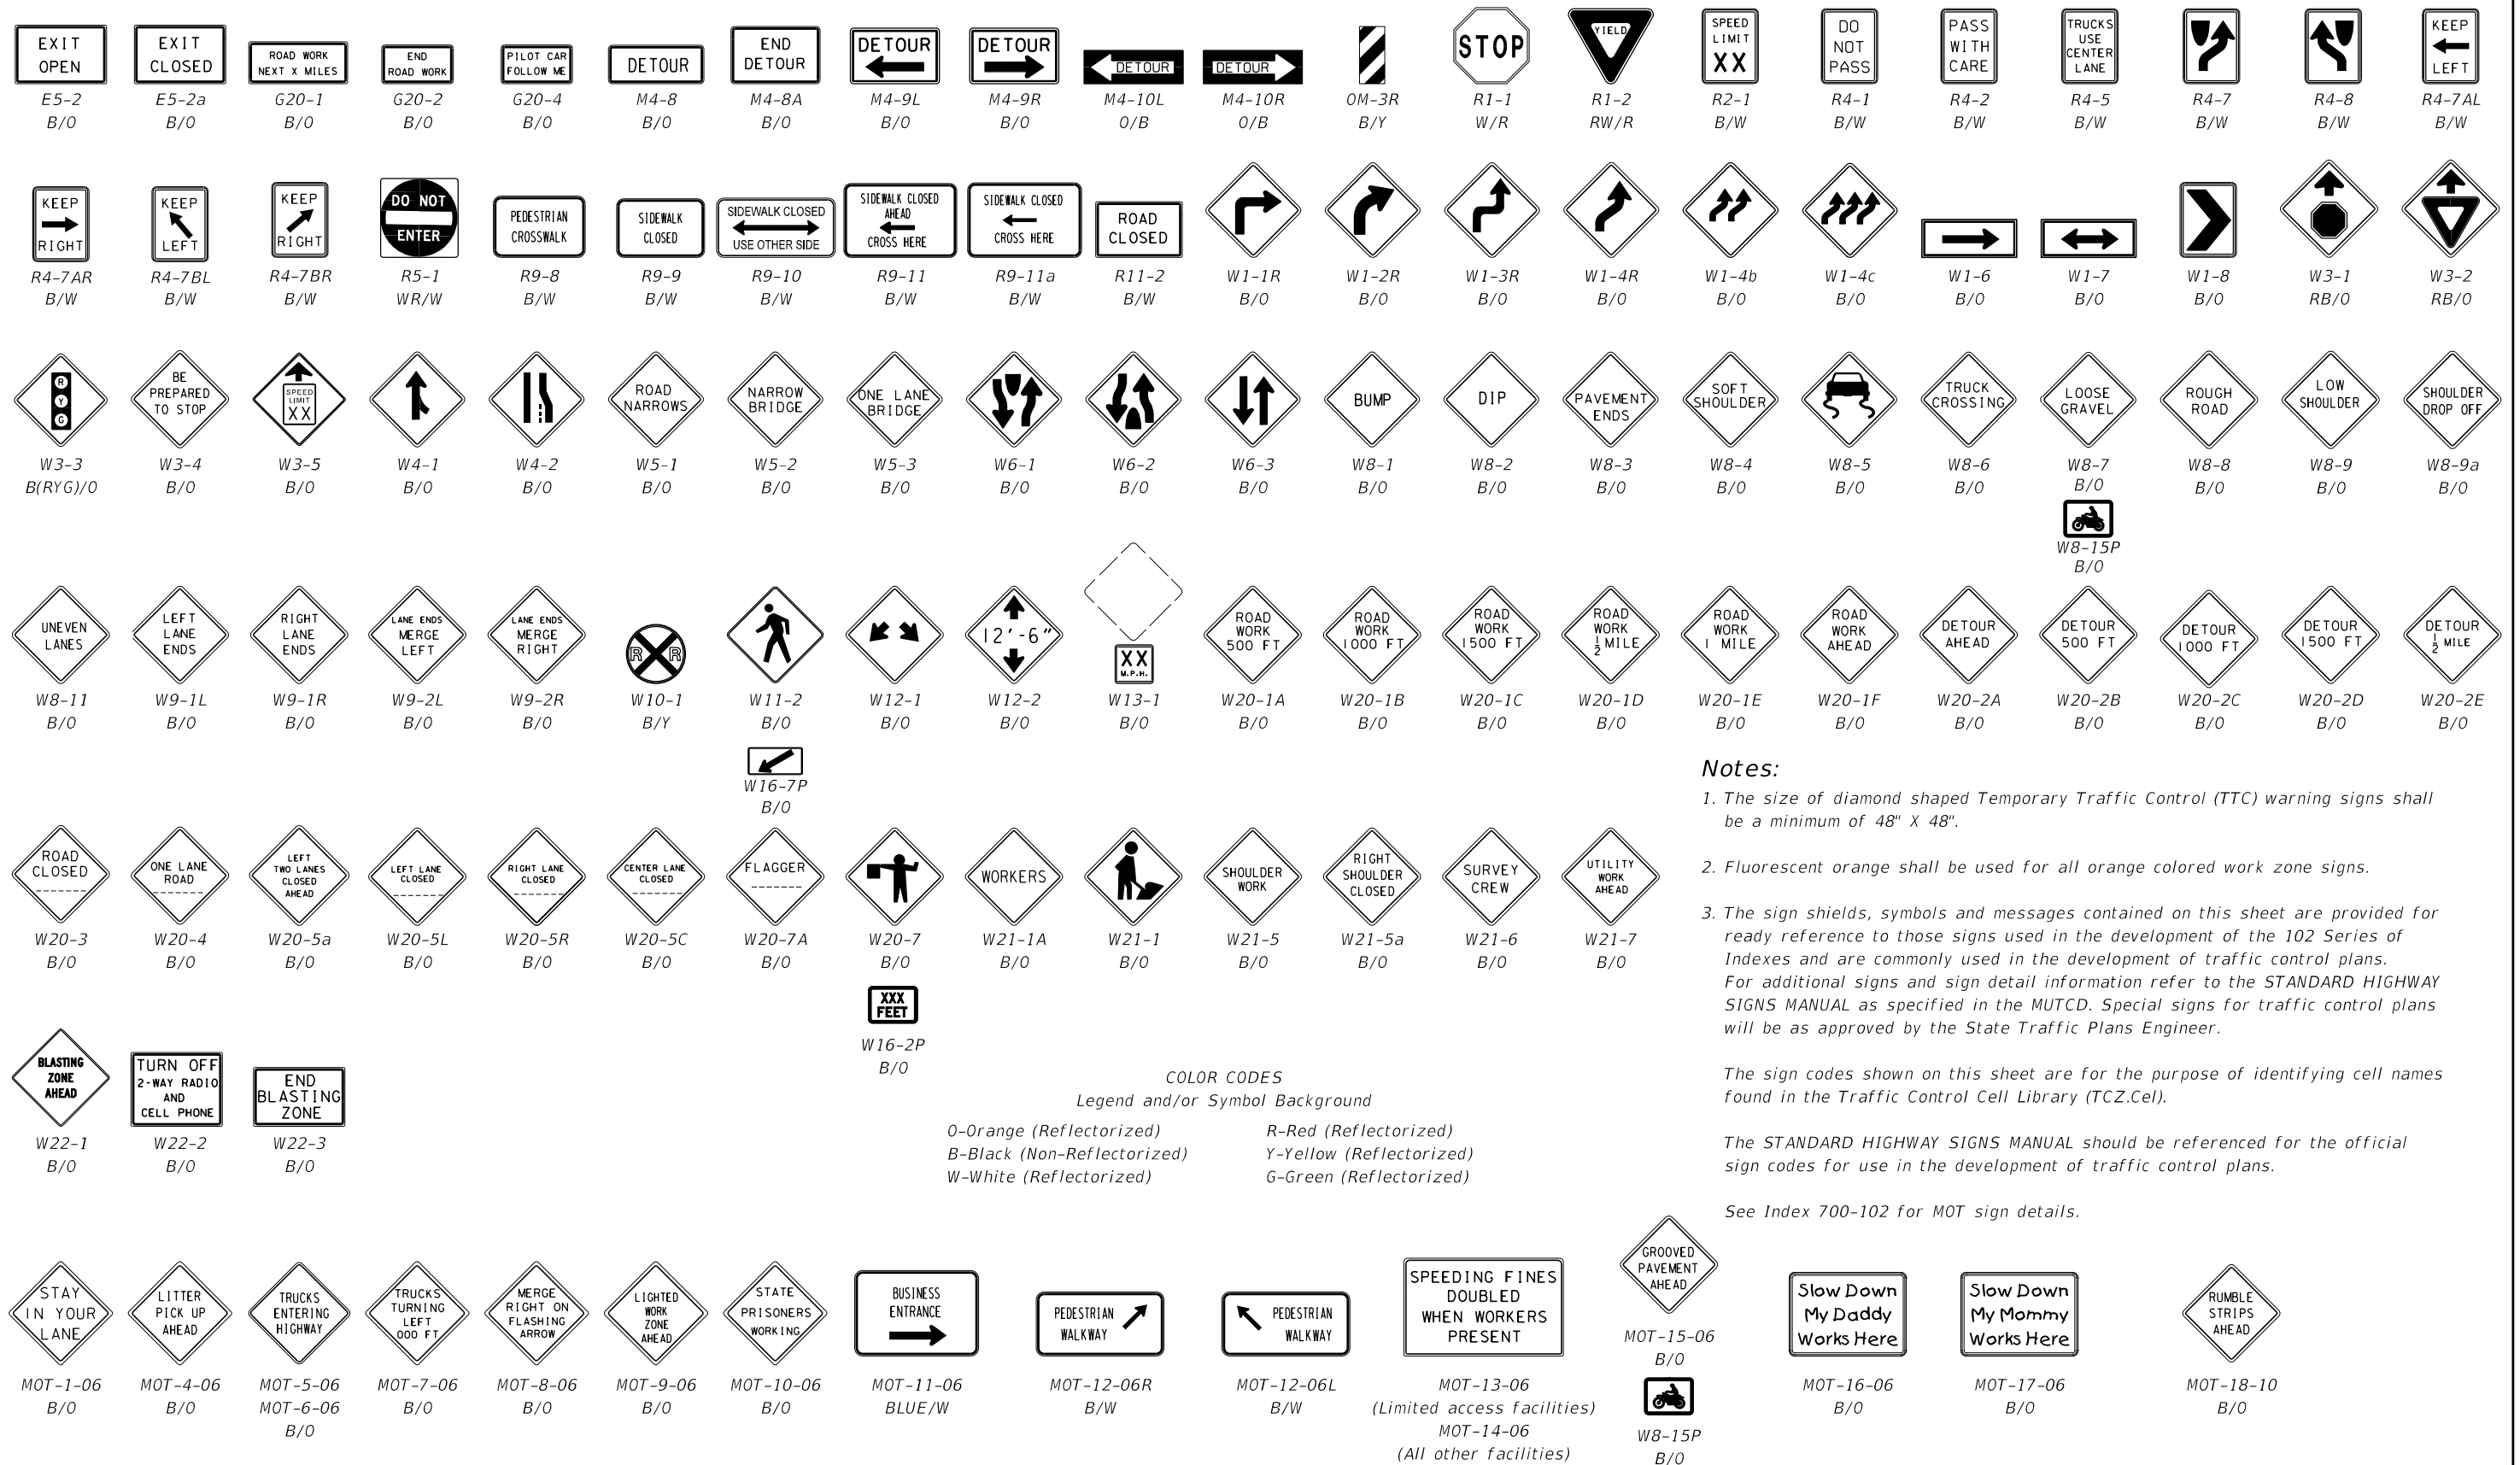 EXIT
OPEN
E5-2
B/O
EXIT
CLOSED
E5-2a
B/O
ROAD WORK
NEXT X MILES
G20-1
B/O
END
ROAD WORK
G20-2
B/O
PILOT CAR
FOLLOW ME
G20-4
B/O
DETOUR
M4-8
B/O
END
DETOUR
M4-8A
B/O
DETOUR
M4-9L
B/O
DETOUR
M4-9R
B/O
DETOUR
M4-10L
O/B
DETOUR
M4-10R
O/B
OM-3R
B/Y
STOP
R1-1
W/R
YIELD
R1-2
RW/R
SPEED
LIMIT
XX
R2-1
B/W
DO
NOT
PASS
R4-1
B/W
PASS
WITH
CARE
R4-2
B/W
TRUCKS
USE
CENTER
LANE
R4-5
B/W
R4-7
B/W
R4-8
B/W
KEEP
LEFT
R4-7AL
B/W
KEEP
RIGHT
R4-7AR
B/W
KEEP
LEFT
R4-7BL
B/W
KEEP
RIGHT
R4-7BR
B/W
DO NOT
ENTER
R5-1
WR/W
PEDESTRIAN
CROSSWALK
R9-8
B/W
SIDEWALK
CLOSED
R9-9
B/W
SIDEWALK CLOSED
USE OTHER SIDE
R9-10
B/W
SIDEWALK CLOSED
AHEAD
CROSS HERE
R9-11
B/W
SIDEWALK CLOSED
CROSS HERE
R9-11a
B/W
ROAD
CLOSED
R11-2
B/W
W1-1R
B/O
W1-2R
B/O
W1-3R
B/O
W1-4R
B/O
W1-4b
B/O
W1-4c
B/O
W1-6
B/O
W1-7
B/O
W1-8
B/O
W3-1
RB/O
W3-2
RB/O
R
Y
G
W3-3
B(RYG)/O
BE
PREPARED
TO STOP
W3-4
B/O
SPEED
LIMIT
XX
W3-5
B/O
W4-1
B/O
W4-2
B/O
ROAD
NARROWS
W5-1
B/O
NARROW
BRIDGE
W5-2
B/O
ONE LANE
BRIDGE
W5-3
B/O
W6-1
B/O
W6-2
B/O
W6-3
B/O
BUMP
W8-1
B/O
DIP
W8-2
B/O
PAVEMENT
ENDS
W8-3
B/O
SOFT
SHOULDER
W8-4
B/O
W8-5
B/O
TRUCK
CROSSING
W8-6
B/O
LOOSE
GRAVEL
W8-7
B/O
W8-15P
B/O
ROUGH
ROAD
W8-8
B/O
LOW
SHOULDER
W8-9
B/O
SHOULDER
DROP OFF
W8-9a
B/O
UNEVEN
LANES
W8-11
B/O
LEFT
LANE
ENDS
W9-1L
B/O
RIGHT
LANE
ENDS
W9-1R
B/O
LANE ENDS
MERGE
LEFT
W9-2L
B/O
LANE ENDS
MERGE
RIGHT
W9-2R
B/O
R R
W10-1
B/Y
W11-2
B/O
W16-7P
B/O
W12-1
B/O
12'-6"
W12-2
B/O
XX
M.P.H.
W13-1
B/O
ROAD
WORK
500 FT
W20-1A
B/O
ROAD
WORK
1000 FT
W20-1B
B/O
ROAD
WORK
1500 FT
W20-1C
B/O
ROAD
WORK
1/2 MILE
W20-1D
B/O
ROAD
WORK
1 MILE
W20-1E
B/O
ROAD
WORK
AHEAD
W20-1F
B/O
DETOUR
AHEAD
W20-2A
B/O
DETOUR
500 FT
W20-2B
B/O
DETOUR
1000 FT
W20-2C
B/O
DETOUR
1500 FT
W20-2D
B/O
DETOUR
1/2 MILE
W20-2E
B/O
ROAD
CLOSED
W20-3
B/O
ONE LANE
ROAD
W20-4
B/O
LEFT
TWO LANES
CLOSED
AHEAD
W20-5a
B/O
LEFT LANE
CLOSED
W20-5L
B/O
RIGHT LANE
CLOSED
W20-5R
B/O
CENTER LANE
CLOSED
W20-5C
B/O
FLAGGER
W20-7A
B/O
W20-7
B/O
XXX
FEET
W16-2P
B/O
WORKERS
W21-1A
B/O
W21-1
B/O
SHOULDER
WORK
W21-5
B/O
RIGHT
SHOULDER
CLOSED
W21-5a
B/O
SURVEY
CREW
W21-6
B/O
UTILITY
WORK
AHEAD
W21-7
B/O
Notes:
1. The size of diamond shaped Temporary Traffic Control (TTC) warning signs shall
be a minimum of 48" X 48".
2. Fluorescent orange shall be used for all orange colored work zone signs.
3. The sign shields, symbols and messages contained on this sheet are provided for
ready reference to those signs used in the development of the 102 Series of
Indexes and are commonly used in the development of traffic control plans.
For additional signs and sign detail information refer to the STANDARD HIGHWAY
SIGNS MANUAL as specified in the MUTCD. Special signs for traffic control plans
will be as approved by the State Traffic Plans Engineer.
The sign codes shown on this sheet are for the purpose of identifying cell names
found in the Traffic Control Cell Library (TCZ.Cel).
The STANDARD HIGHWAY SIGNS MANUAL should be referenced for the official
sign codes for use in the development of traffic control plans.
See Index 700-102 for MOT sign details.
BLASTING
ZONE
AHEAD
W22-1
B/O
TURN OFF
2-WAY RADIO
AND
CELL PHONE
W22-2
B/O
END
BLASTING
ZONE
W22-3
B/O
COLOR CODES
Legend and/or Symbol Background
O-Orange (Reflectorized) R-Red (Reflectorized)
B-Black (Non-Reflectorized) Y-Yellow (Reflectorized)
W-White (Reflectorized) G-Green (Reflectorized)
STAY
IN YOUR
LANE
MOT-1-06
B/O
LITTER
PICK UP
AHEAD
MOT-4-06
B/O
TRUCKS
ENTERING
HIGHWAY
MOT-5-06
MOT-6-06
B/O
TRUCKS
TURNING
LEFT
000 FT
MOT-7-06
B/O
MERGE
RIGHT ON
FLASHING
ARROW
MOT-8-06
B/O
LIGHTED
WORK
ZONE
AHEAD
MOT-9-06
B/O
STATE
PRISONERS
WORKING
MOT-10-06
B/O
BUSINESS
ENTRANCE
MOT-11-06
BLUE/W
PEDESTRIAN
WALKWAY
MOT-12-06R
B/W
PEDESTRIAN
WALKWAY
MOT-12-06L
B/W
SPEEDING FINES
DOUBLED
WHEN WORKERS
PRESENT
MOT-13-06
(Limited access facilities)
MOT-14-06
(All other facilities)
GROOVED
PAVEMENT
AHEAD
MOT-15-06
B/O
W8-15P
B/O
Slow Down
My Daddy
Works Here
MOT-16-06
B/O
Slow Down
My Mommy
Works Here
MOT-17-06
B/O
RUMBLE
STRIPS
AHEAD
MOT-18-10
B/O